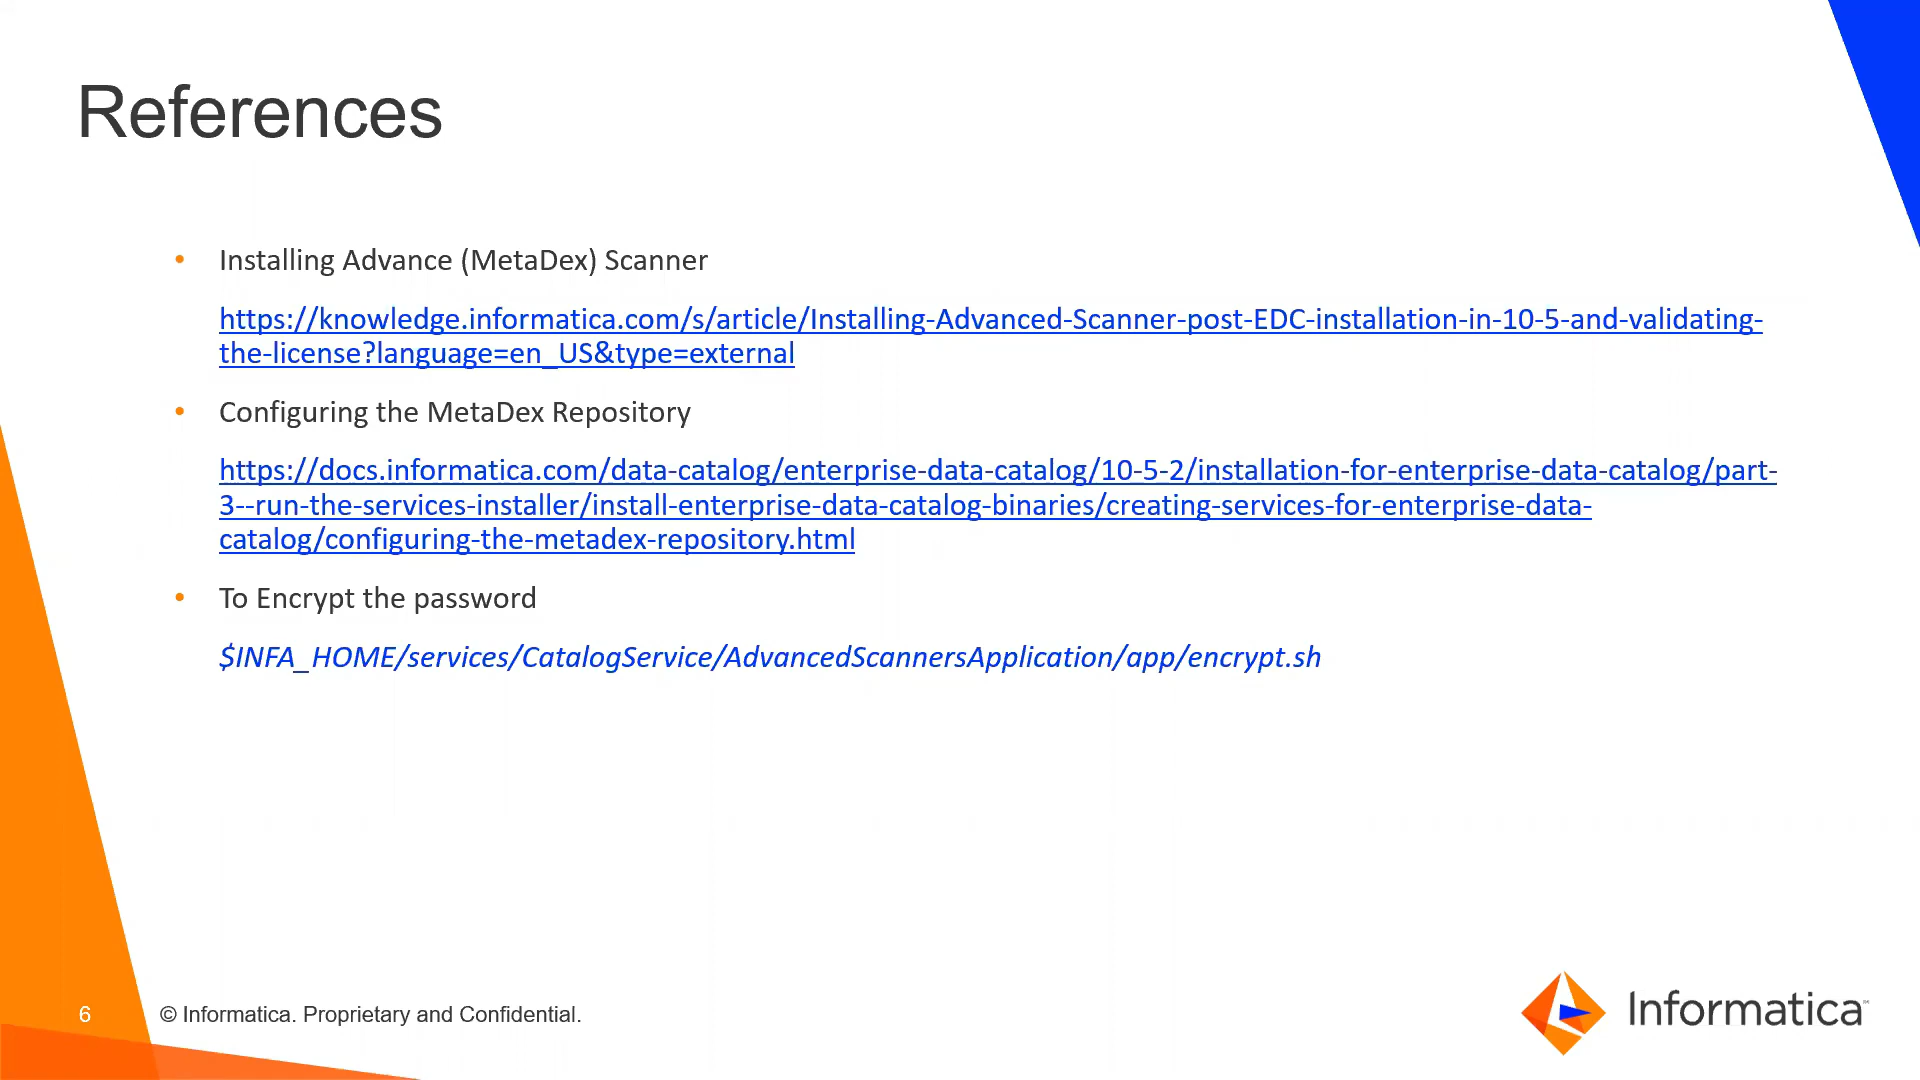 References
• Installing Advance (MetaDex) Scanner
https://knowledge.informatica.com/s/article/Installing-Advanced-Scanner-post-EDC-installation-in-10-5-and-validating-
the-license?language=en_US&type=external
• Configuring the MetaDex Repository
https://docs.informatica.com/data-catalog/enterprise-data-catalog/10-5-2/installation-for-enterprise-data-catalog/part-
3--run-the-services-installer/install-enterprise-data-catalog-binaries/creating-services-for-enterprise-data-
catalog/configuring-the-metadex-repository.html
• To Encrypt the password
$INFA_HOME/services/CatalogService/AdvancedScannersApplication/app/encrypt.sh
6
© Informatica. Proprietary and Confidential.
Informatica